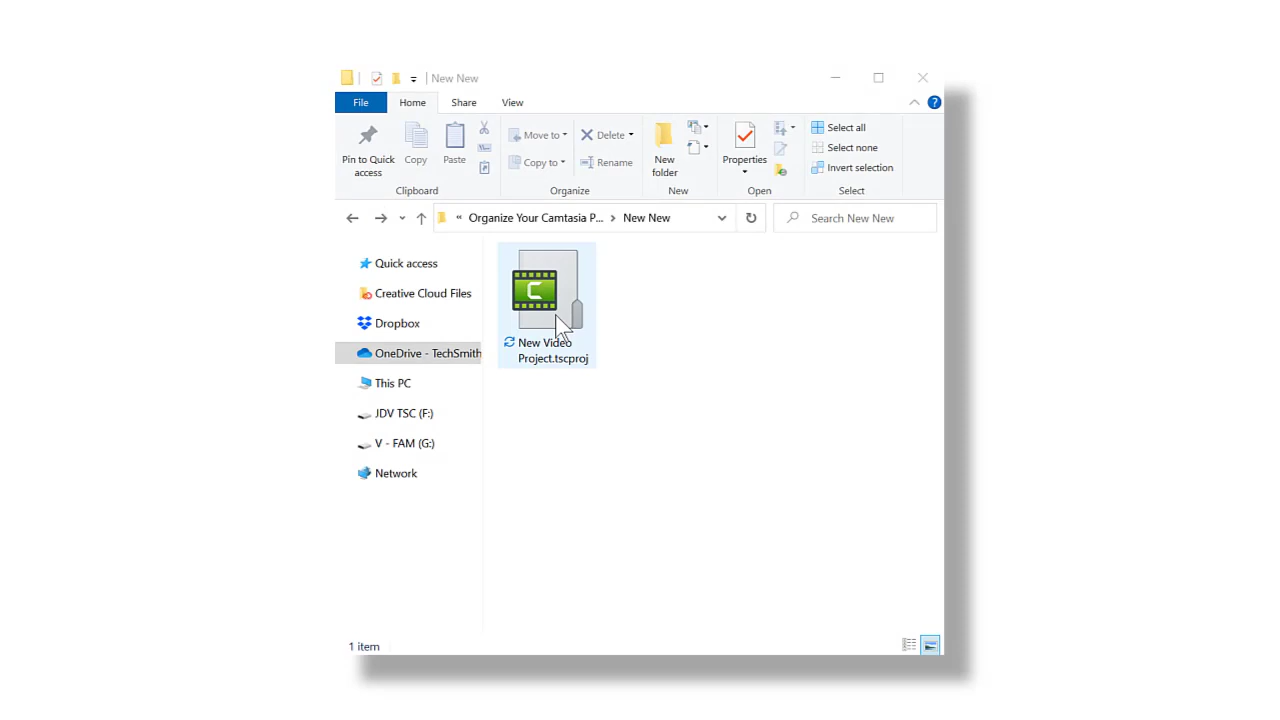 New New
File Home Share View
Pin to Quick access
Copy
Paste
Clipboard
Move to
Copy to
Delete
Rename
Organize
New folder
New
Properties
Open
Select all
Select none
Invert selection
Select
« Organize Your Camtasia P... > New New
Search New New
Quick access
Creative Cloud Files
Dropbox
OneDrive - TechSmith
This PC
JDV TSC (F:)
V - FAM (G:)
Network
New Video
Project.tscproj
1 item